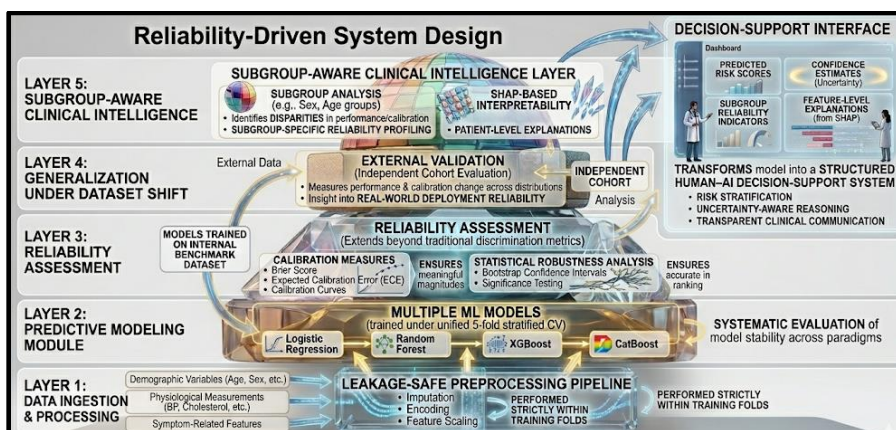 Reliability-Driven System Design
LAYER 5:
SUBGROUP-AWARE
CLINICAL INTELLIGENCE
SUBGROUP-AWARE CLINICAL INTELLIGENCE LAYER
SUBGROUP ANALYSIS
(e.g., Sex, Age groups)
• Identifies DISPARITIES in performance/calibration
• SUBGROUP-SPECIFIC RELIABILITY PROFILING
SHAP-BASED
INTERPRETABILITY
• PATIENT-LEVEL EXPLANATIONS
DECISION-SUPPORT INTERFACE
Dashboard
PREDICTED
RISK SCORES
CONFIDENCE
ESTIMATES
(Uncertainty)
SUBGROUP
RELIABILITY
INDICATORS
FEATURE-LEVEL
EXPLANATIONS
(from SHAP)
TRANSFORMS model into a STRUCTURED
HUMAN–AI DECISION-SUPPORT SYSTEM
• RISK STRATIFICATION
• UNCERTAINTY-AWARE REASONING
• TRANSPARENT CLINICAL COMMUNICATION
LAYER 4:
GENERALIZATION
UNDER DATASET SHIFT
External Data
EXTERNAL VALIDATION
(Independent Cohort Evaluation)
• Measures performance & calibration change across distributions
• Insight into REAL-WORLD DEPLOYMENT RELIABILITY
INDEPENDENT
COHORT
Analysis
LAYER 3:
RELIABILITY
ASSESSMENT
MODELS TRAINED
ON INTERNAL
BENCHMARK
DATASET
RELIABILITY ASSESSMENT
(Extends beyond traditional discrimination metrics)
CALIBRATION MEASURES
• Brier Score
• Expected Calibration Error (ECE)
• Calibration Curves
ENSURES
meaningful
magnitudes
STATISTICAL ROBUSTNESS ANALYSIS
• Bootstrap Confidence Intervals
• Significance Testing
ENSURES
accurate in
ranking
LAYER 2:
PREDICTIVE MODELING
MODULE
MULTIPLE ML MODELS
(trained under unified 5-fold stratified CV)
Logistic
Regression
Random
Forest
XGBoost
CatBoost
SYSTEMATIC EVALUATION of
model stability across paradigms
LAYER 1:
DATA INGESTION
& PROCESSING
Demographic Variables (Age, Sex, etc.)
Physiological Measurements
(BP, Cholesterol, etc.)
Symptom-Related Features
LEAKAGE-SAFE PREPROCESSING PIPELINE
• Imputation
• Encoding
• Feature Scaling
PERFORMED
STRICTLY WITHIN
TRAINING FOLDS
PERFORMED STRICTLY
WITHIN TRAINING FOLDS